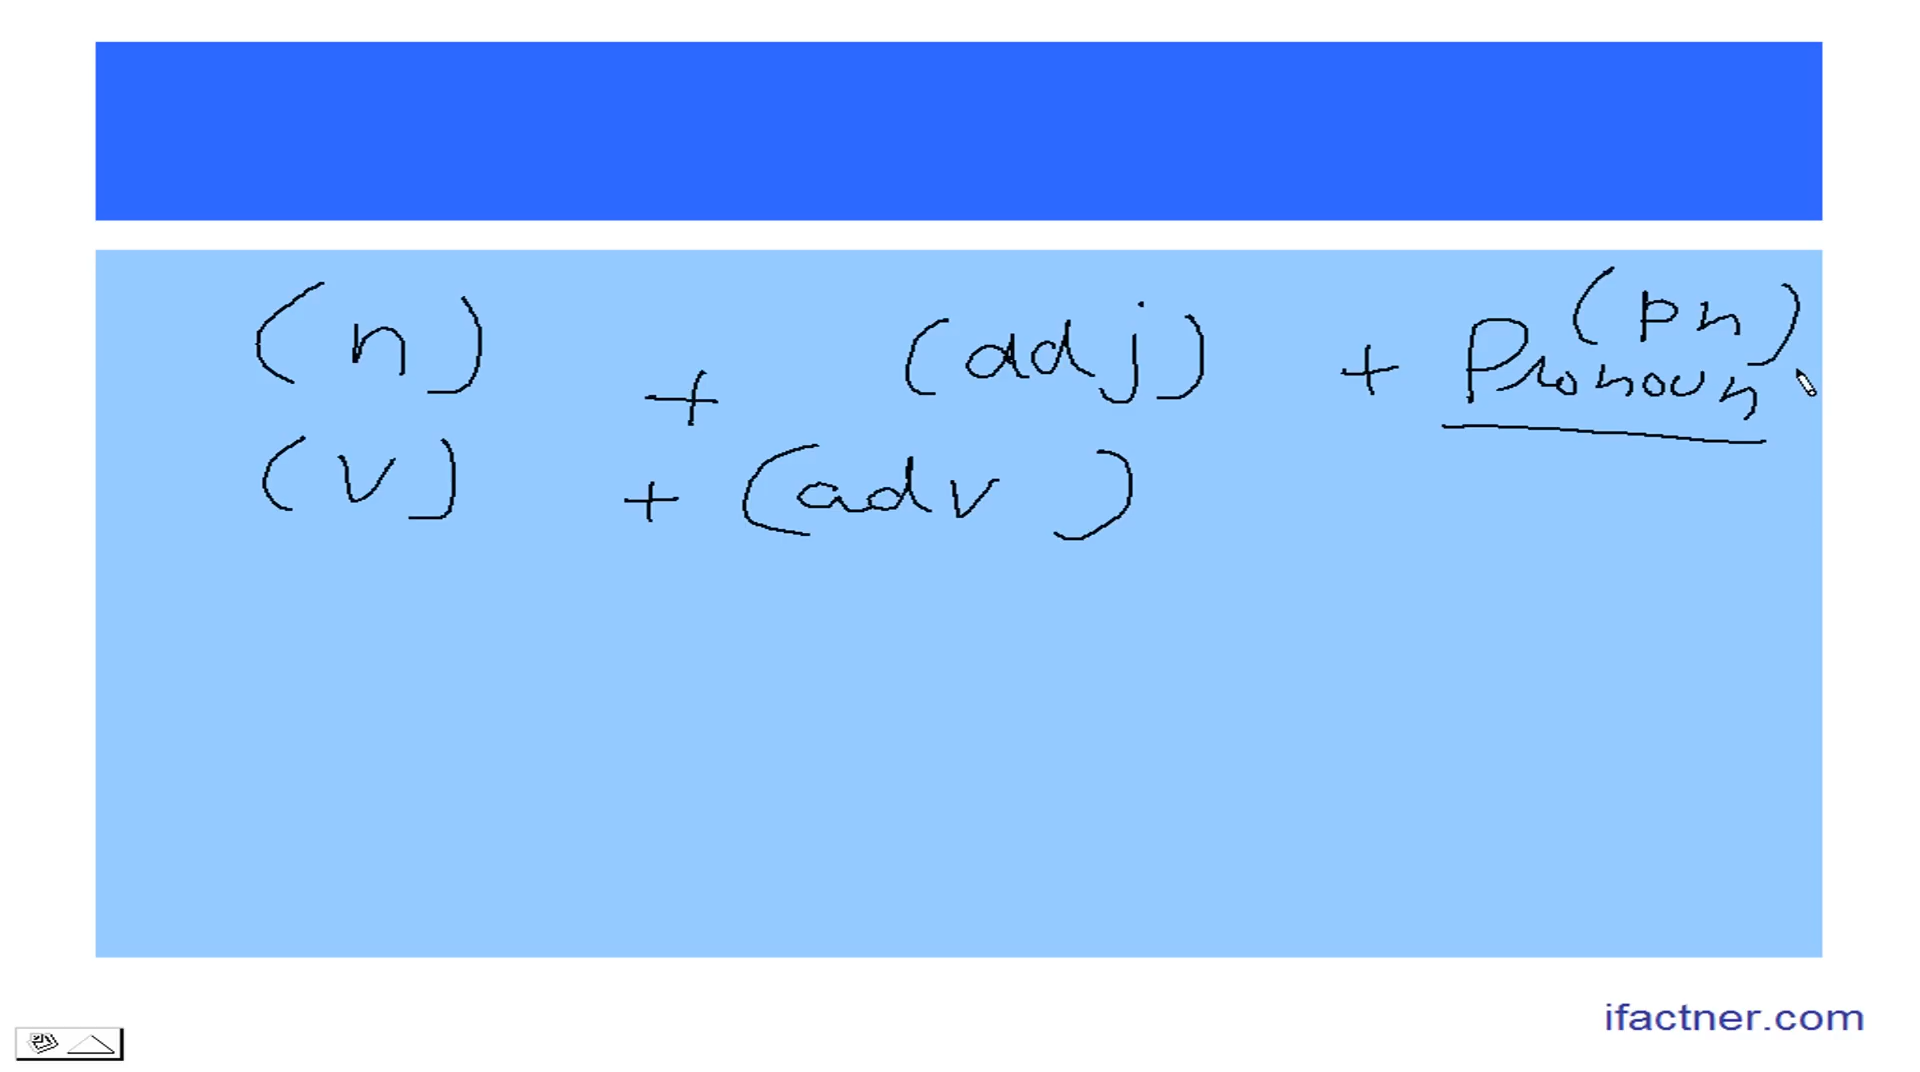 (n) + (adj) + Pronoun (pn)
(v) + (adv)
ifactner.com